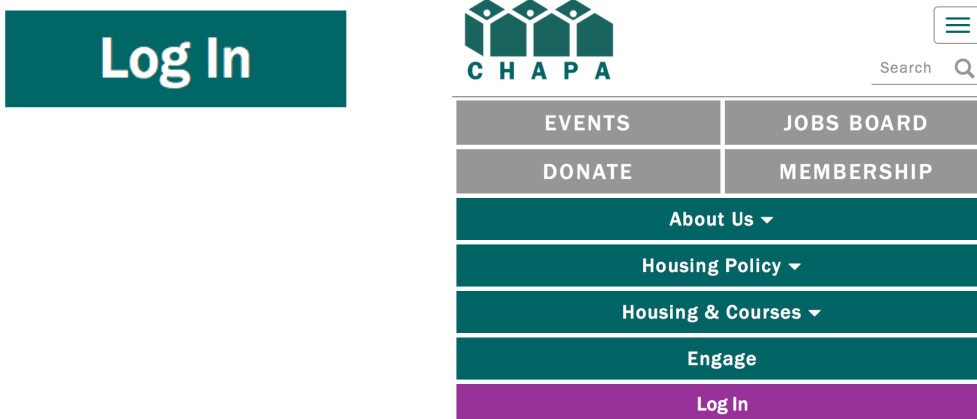 Log In
CHAPA
Search
EVENTS
JOBS BOARD
DONATE
MEMBERSHIP
About Us
Housing Policy
Housing & Courses
Engage
Log In